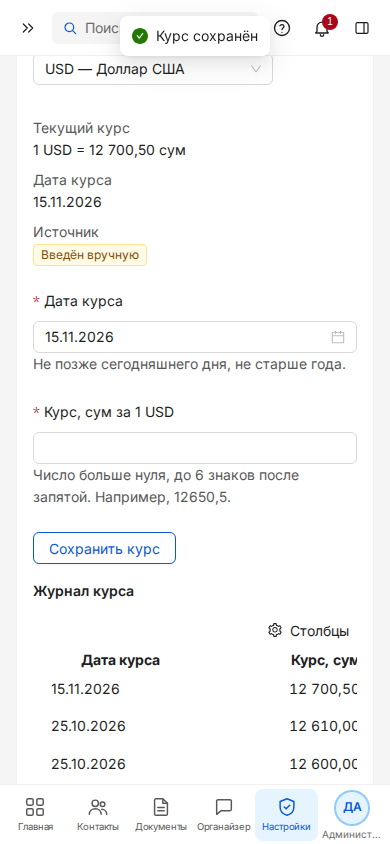 Поис
Курс сохранён
1
USD — Доллар США
Текущий курс
1 USD = 12 700,50 сум
Дата курса
15.11.2026
Источник
Введён вручную
* Дата курса
15.11.2026
Не позже сегодняшнего дня, не старше года.
* Курс, сум за 1 USD
Число больше нуля, до 6 знаков после
запятой. Например, 12650,5.
Сохранить курс
Журнал курса
Столбцы
Дата курса Курс, сум
15.11.2026 12 700,50
25.10.2026 12 610,00
25.10.2026 12 600,00
ДА
Главная Контакты Документы Органайзер Настройки Админист...